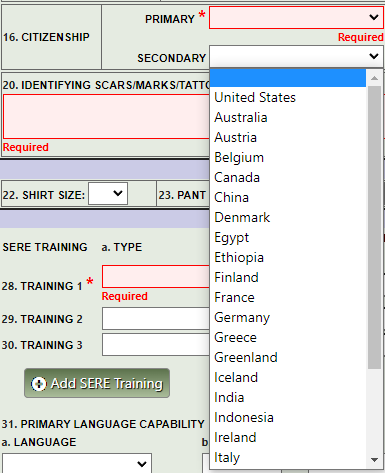 PRIMARY *
16. CITIZENSHIP
Required
SECONDARY
20. IDENTIFYING SCARS/MARKS/TATTO
Required
United States
Australia
Austria
Belgium
Canada
China
Denmark
Egypt
Ethiopia
Finland
France
Germany
Greece
Greenland
Iceland
India
Indonesia
Ireland
Italy
22. SHIRT SIZE:
23. PANT
SERE TRAINING a. TYPE
28. TRAINING 1 *
Required
29. TRAINING 2
30. TRAINING 3
Add SERE Training
31. PRIMARY LANGUAGE CAPABILITY
a. LANGUAGE
b